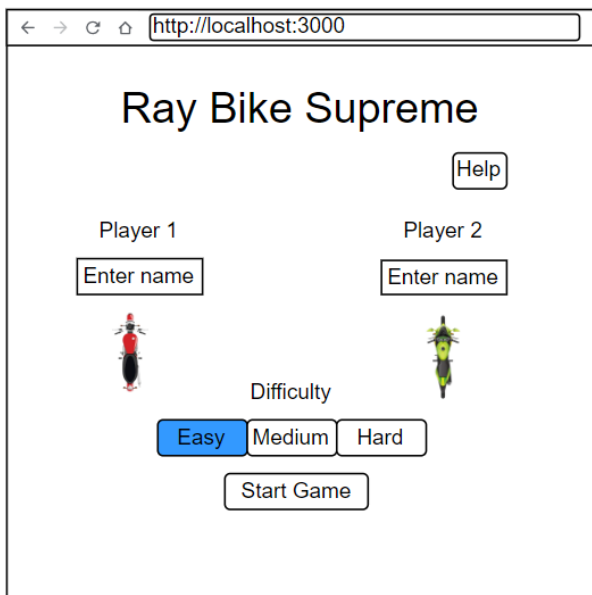 http://localhost:3000
Ray Bike Supreme
Help
Player 1 Player 2
Enter name Enter name
Difficulty
Easy Medium Hard
Start Game